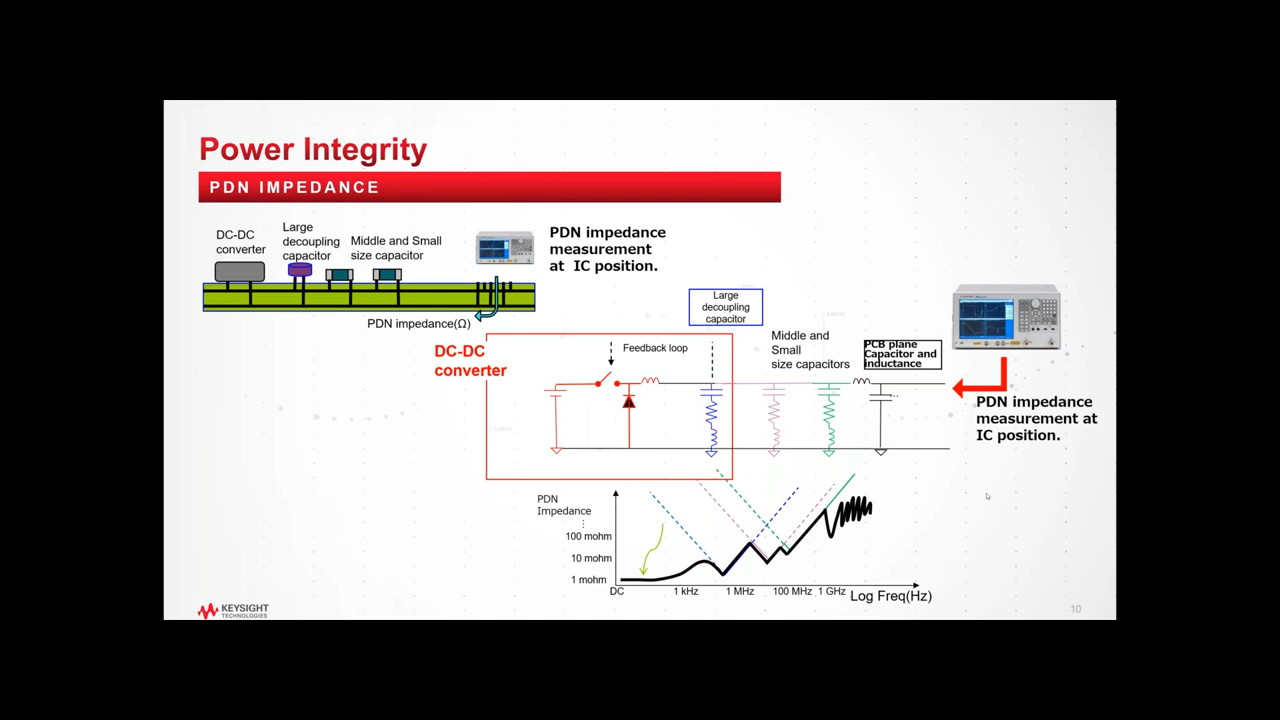 Power Integrity
PDN IMPEDANCE
DC-DC
converter
Large
decoupling
capacitor
Middle and Small
size capacitor
PDN impedance
measurement
at IC position.
PDN impedance(Ω)
DC-DC
converter
Feedback loop
Large
decoupling
capacitor
Middle and
Small
size capacitors
PCB plane
Capacitor and
inductance
PDN impedance
measurement at
IC position.
PDN
Impedance
100 mohm
10 mohm
1 mohm
DC
1 kHz
1 MHz
100 MHz
1 GHz
Log Freq(Hz)
KEYSIGHT
TECHNOLOGIES
10